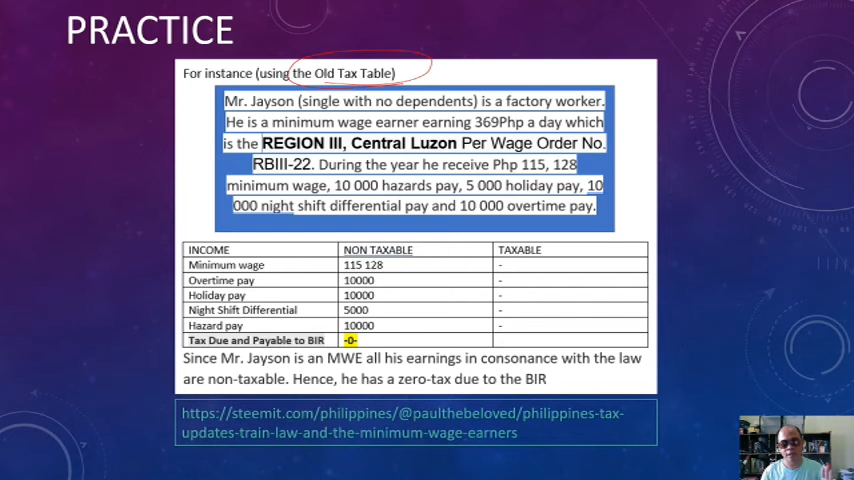 PRACTICE
For instance (using the Old Tax Table)
Mr. Jayson (single with no dependents) is a factory worker.
He is a minimum wage earner earning 369Php a day which
is the REGION III, Central Luzon Per Wage Order No.
RBIII-22. During the year he receive Php 115, 128
minimum wage, 10 000 hazards pay, 5 000 holiday pay, 10
000 night shift differential pay and 10 000 overtime pay.
INCOME NON TAXABLE TAXABLE
Minimum wage 115 128 -
Overtime pay 10000 -
Holiday pay 10000 -
Night Shift Differential 5000 -
Hazard pay 10000 -
Tax Due and Payable to BIR -0-
Since Mr. Jayson is an MWE all his earnings in consonance with the law
are non-taxable. Hence, he has a zero-tax due to the BIR
https://steemit.com/philippines/@paulthebeloved/philippines-tax-
updates-train-law-and-the-minimum-wage-earners